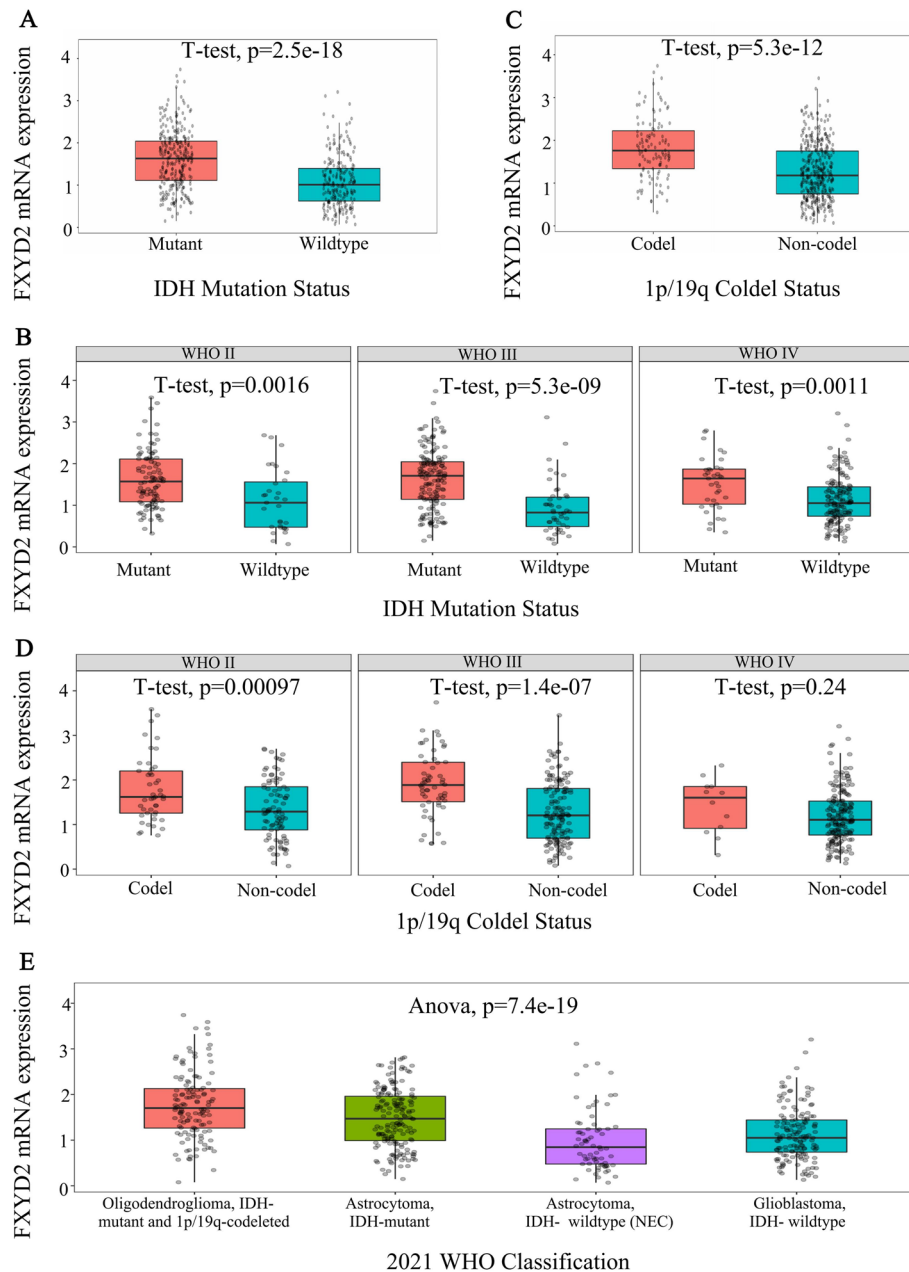 A
FXYD2 mRNA expression
T-test, p=2.5e-18
4
3
2
1
0
Mutant Wildtype
IDH Mutation Status
C
FXYD2 mRNA expression
T-test, p=5.3e-12
4
3
2
1
0
Codel Non-codel
1p/19q Coldel Status
B
FXYD2 mRNA expression
WHO II WHO III WHO IV
T-test, p=0.0016 T-test, p=5.3e-09 T-test, p=0.0011
4
3
2
1
0
Mutant Wildtype Mutant Wildtype Mutant Wildtype
IDH Mutation Status
D
FXYD2 mRNA expression
WHO II WHO III WHO IV
T-test, p=0.00097 T-test, p=1.4e-07 T-test, p=0.24
4
3
2
1
0
Codel Non-codel Codel Non-codel Codel Non-codel
1p/19q Coldel Status
E
FXYD2 mRNA expression
Anova, p=7.4e-19
4
3
2
1
0
Oligodendroglioma, IDH-
mutant and 1p/19q-codeleted
Astrocytoma,
IDH-mutant
Astrocytoma,
IDH- wildtype (NEC)
Glioblastoma,
IDH- wildtype
2021 WHO Classification